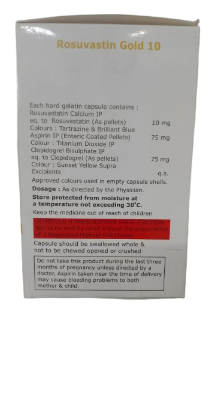 Rosuvastin Gold 10
Each hard gelatin capsule contains :
Rosuvastatin Calcium IP
eq. to Rosuvastatin (As pellets) 10 mg
Colours : Tartrazine & Brilliant Blue
Aspirin IP (Enteric Coated Pellets) 75 mg
Colour : Titanium Dioxide IP
Clopidogrel Bisulphate IP
eq. to Clopidogrel (As pellets) 75 mg
Colour : Sunset Yellow Supra
Excipients q.s.
Approved colours used in empty capsule shells.
Dosage : As directed by the Physician.
Store protected from moisture at
a temperature not exceeding 30°C.
Keep the medicine out of reach of children
Capsule should be swallowed whole &
not to be chewed opened or crushed
Do not take this product during the last three
months of pregnancy unless directed by a
doctor, Aspirin taken near the time of delivery
may cause bleeding problems to both
mother & child.